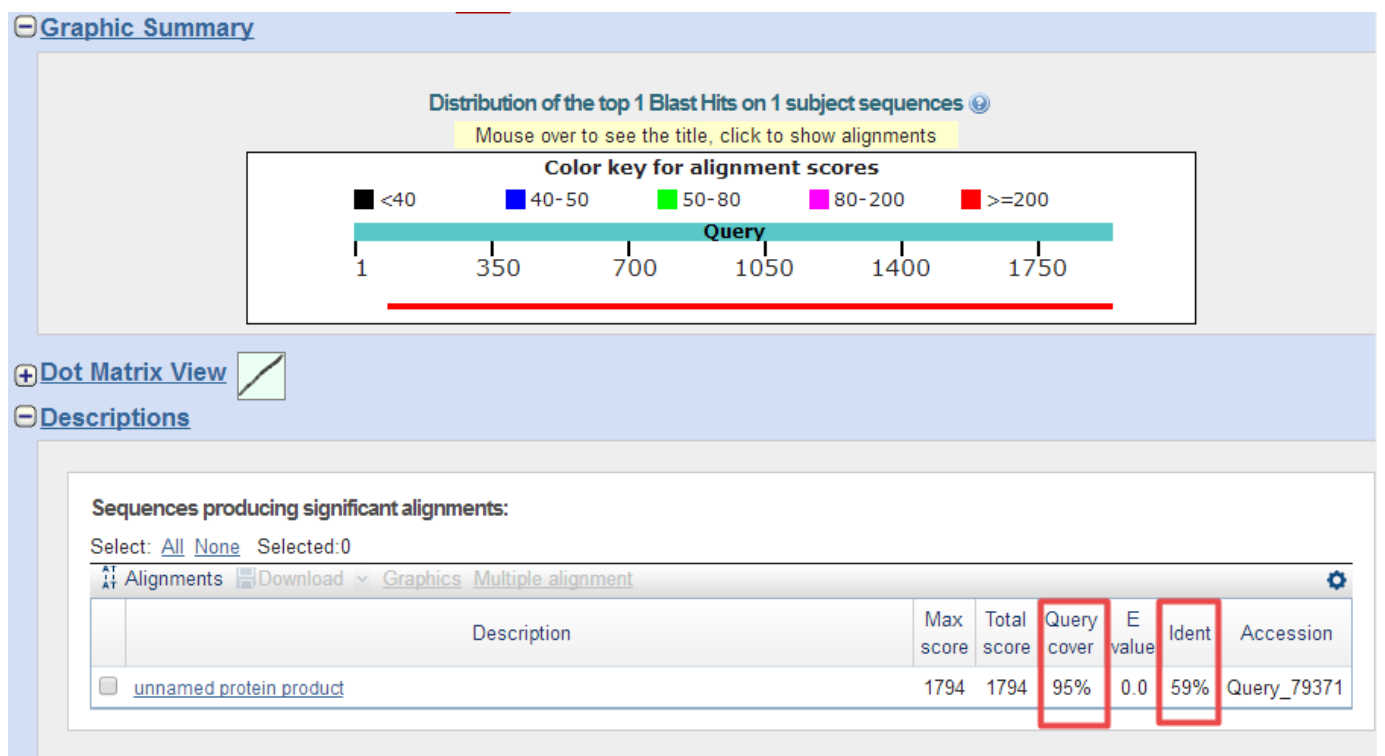 Graphic Summary
Distribution of the top 1 Blast Hits on 1 subject sequences ?
Mouse over to see the title, click to show alignments
Color key for alignment scores
<40 40-50 50-80 80-200 >=200
Query
1 350 700 1050 1400 1750
Dot Matrix View
Descriptions
Sequences producing significant alignments:
Select: All None Selected:0
AT AT Alignments Download Graphics Multiple alignment
Description Max score Total score Query cover E value Ident Accession
unnamed protein product 1794 1794 95% 0.0 59% Query_79371